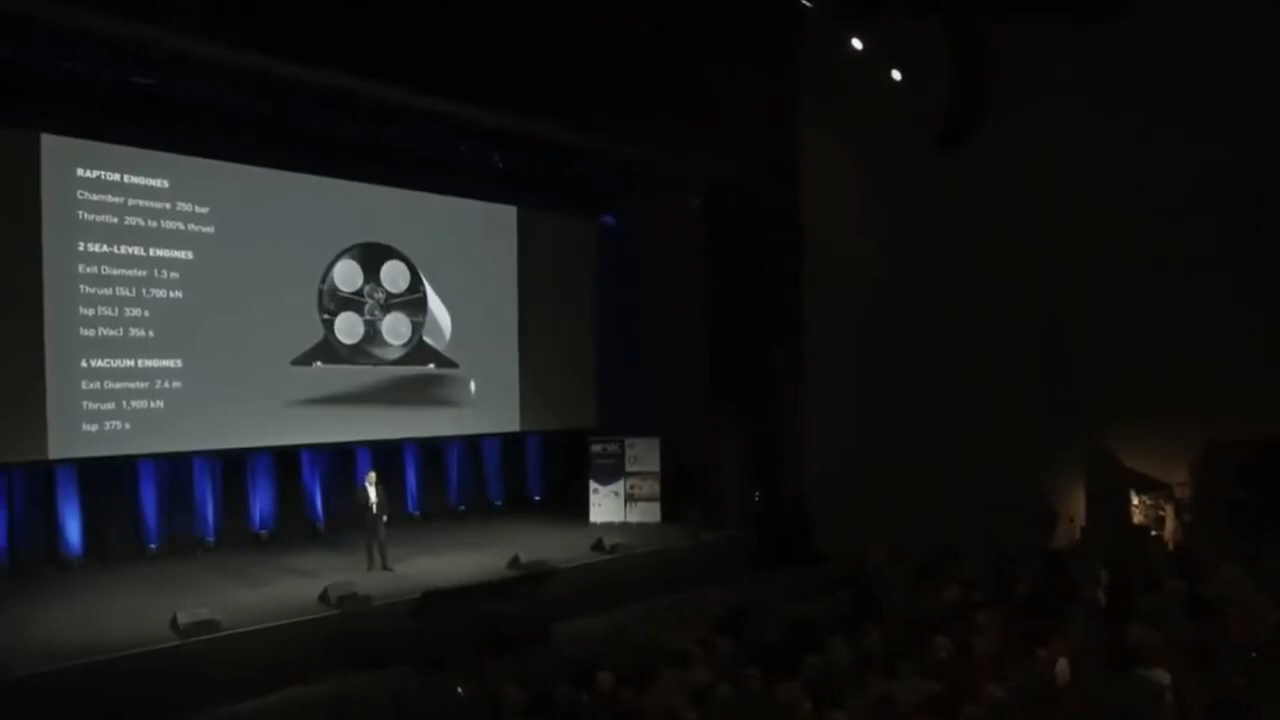 RAPTOR ENGINES
Chamber pressure 250 bar
Throttle 20% to 100% thrust
2 SEA-LEVEL ENGINES
Exit Diameter 1.3 m
Thrust (SL) 1,700 kN
Isp (SL) 330 s
Isp (Vac) 356 s
4 VACUUM ENGINES
Exit Diameter 2.4 m
Thrust 1,900 kN
Isp 375 s